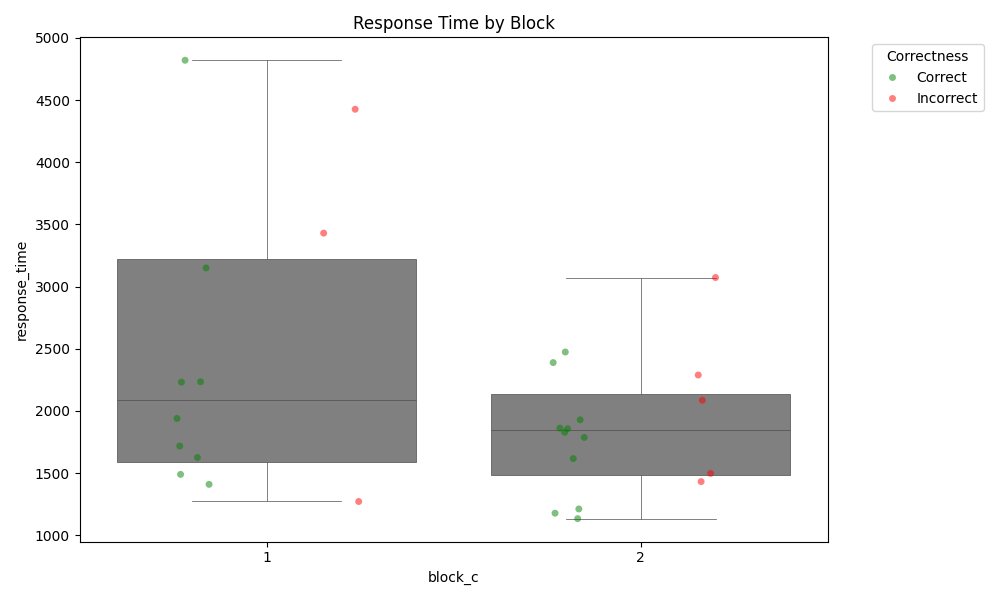 Response Time by Block
Correctness
Correct
Incorrect
response_time
5000
4500
4000
3500
3000
2500
2000
1500
1000
1
2
block_c